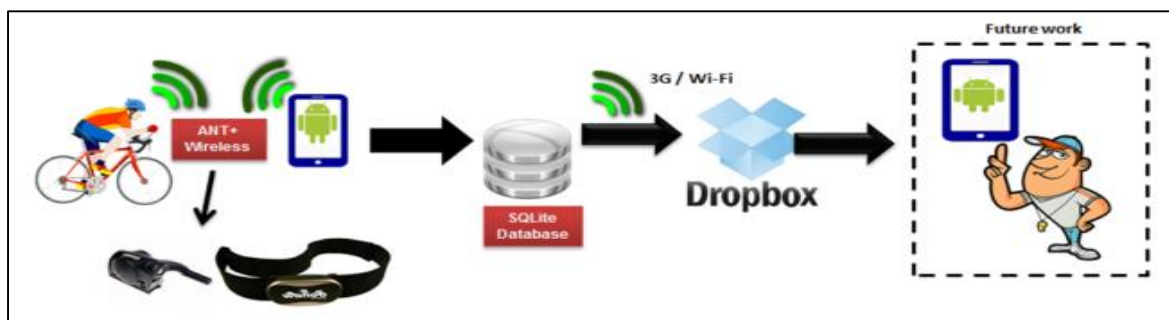 Future work
3G / Wi-Fi
ANT+
Wireless
Dropbox
SQLite
Database